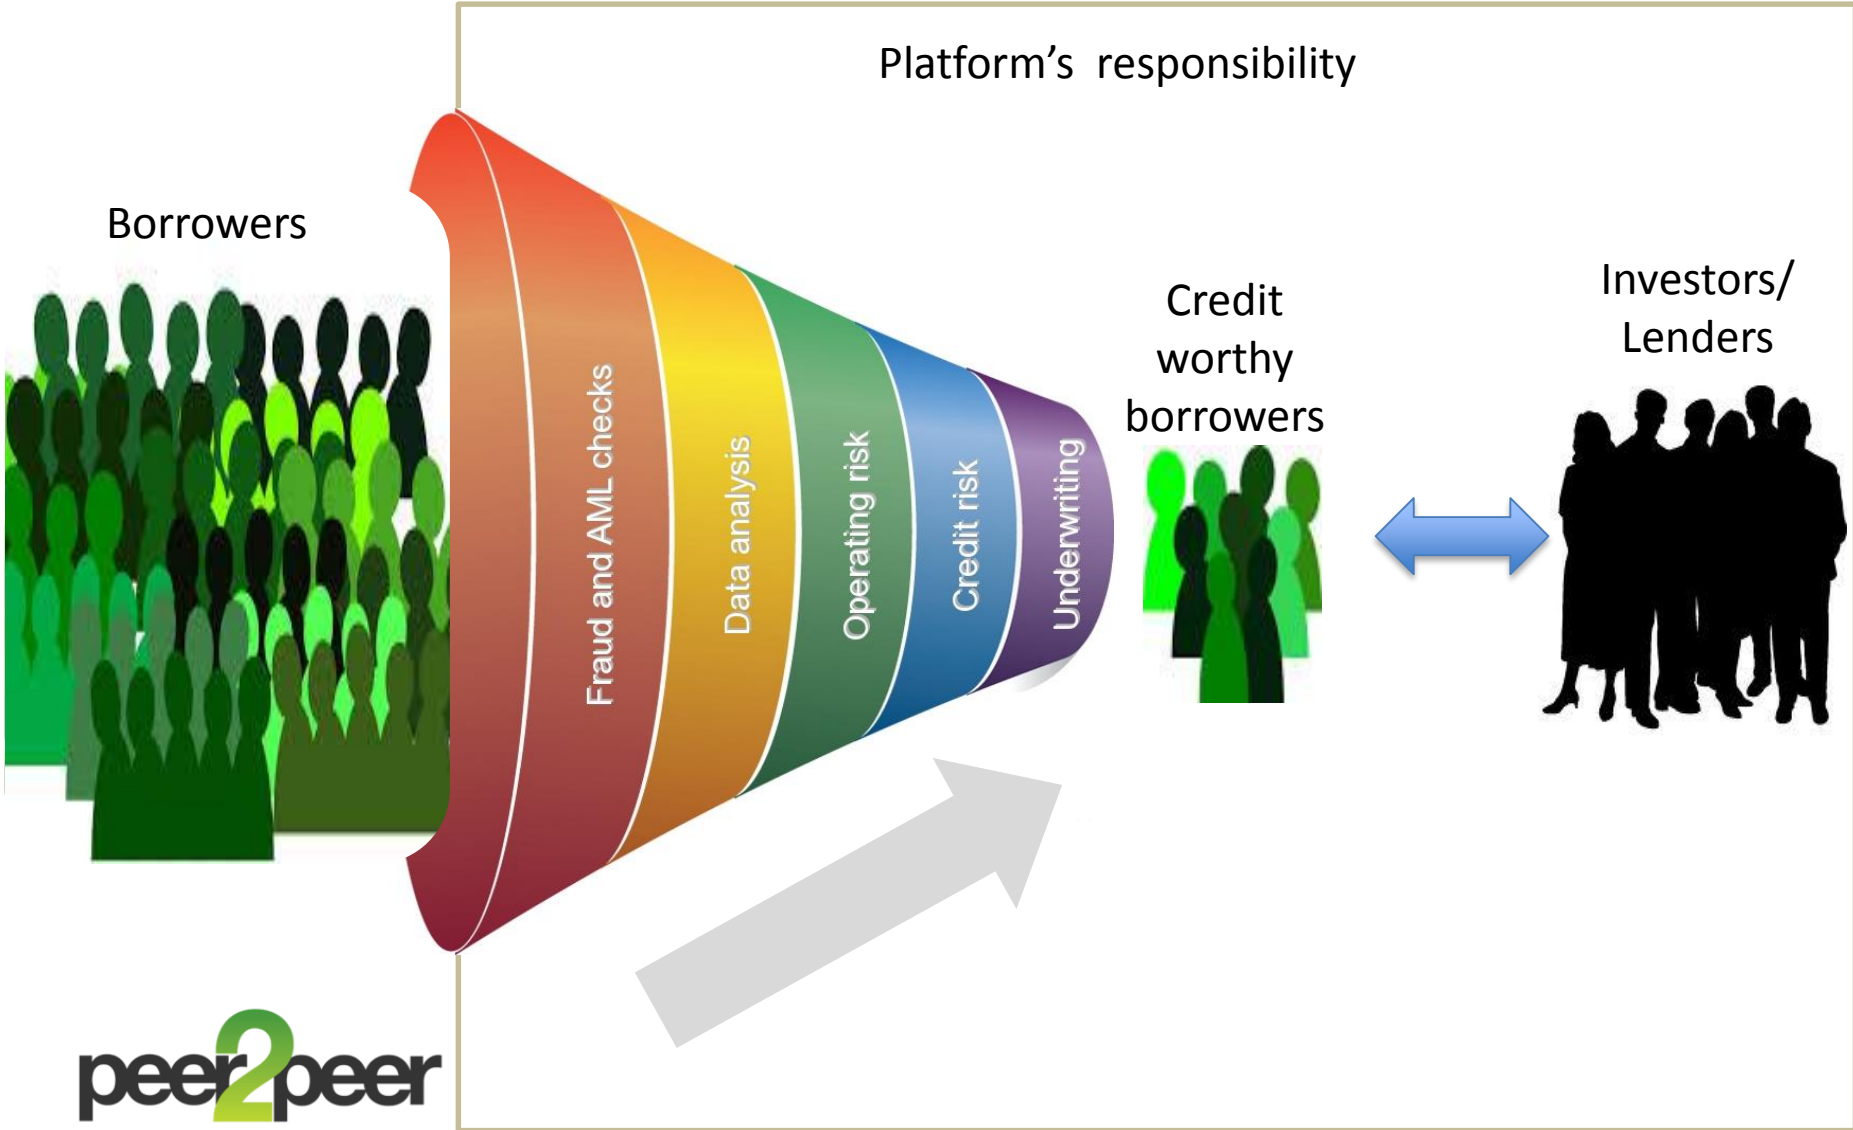 Platform's  responsibility
Borrowers
Fraud and AML checks
Data analysis
Operating risk
Credit risk
Underwriting
Credit
worthy
borrowers
Investors/
Lenders
peer2peer